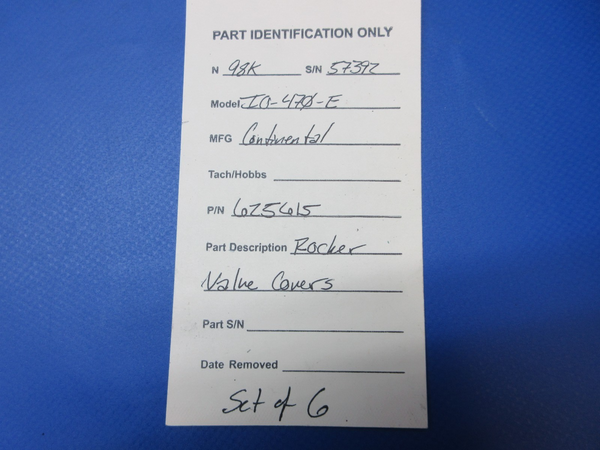 PART IDENTIFICATION ONLY
N 98K S/N 57392
Model IO-470-E
MFG Continental
Tach/Hobbs
P/N 625615
Part Description Rocker
Valve Covers
Part S/N
Date Removed
Set of 6